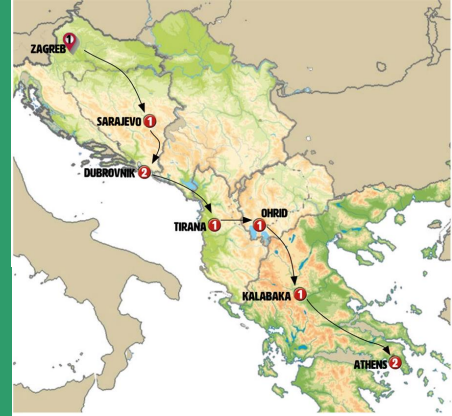 ZAGREB 1
SARAJEVO 1
DUBROVNIK 2
TIRANA 1
OHRID
1
KALABAKA 1
ATHENS 2